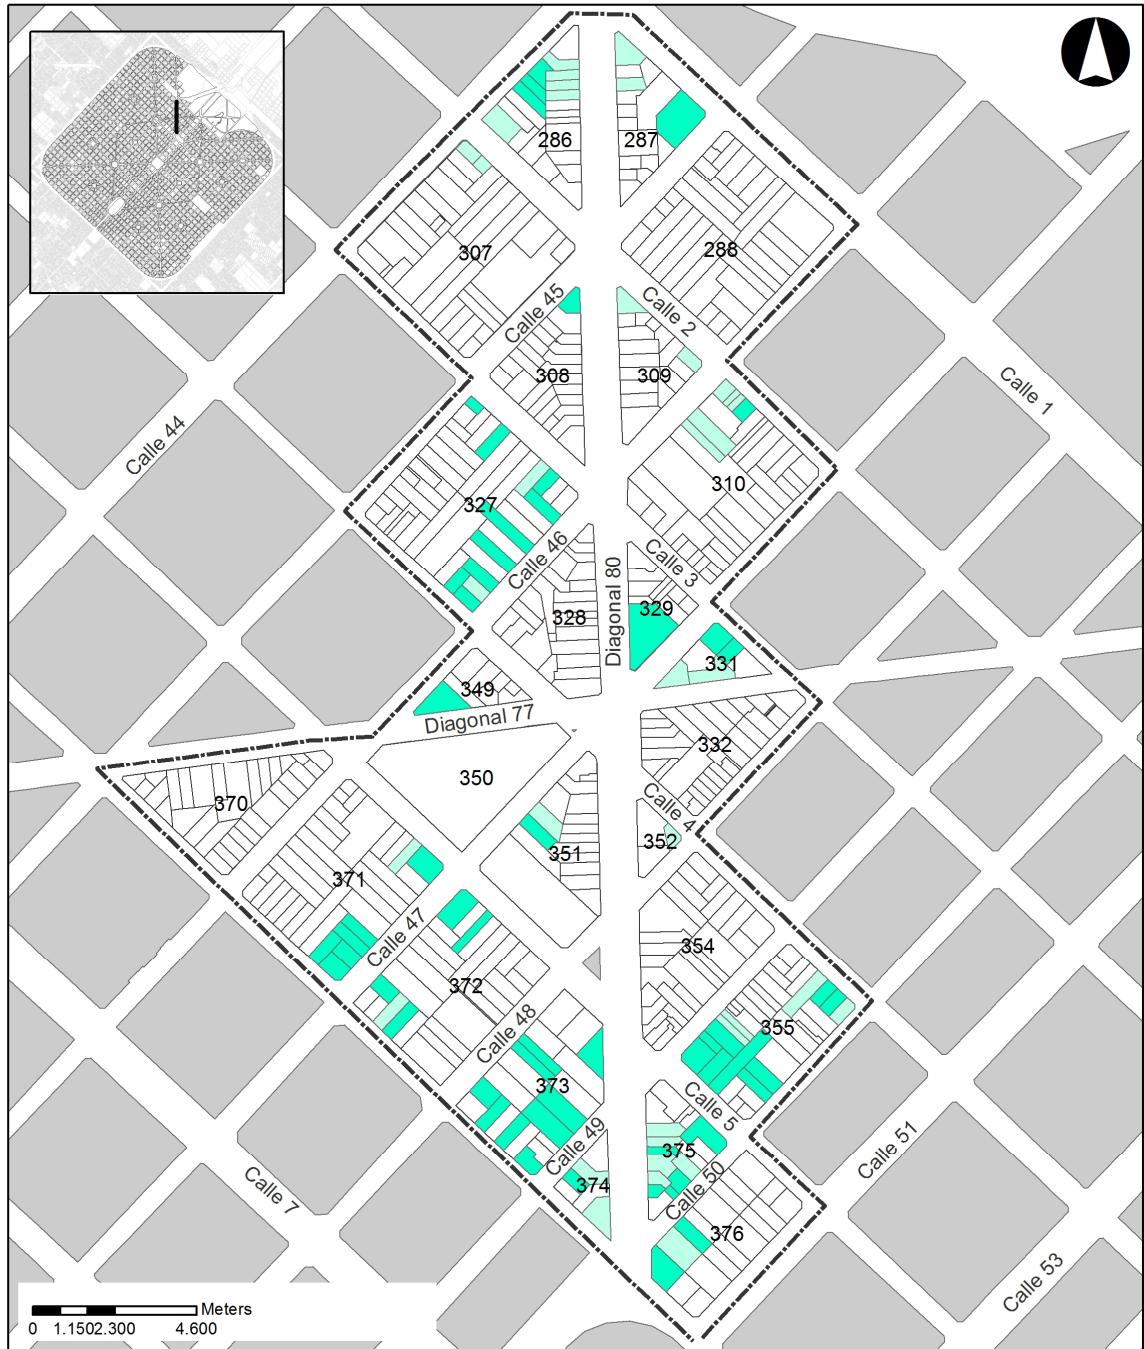 286
287
307
288
Calle 45
Calle 2
308
309
Calle 1
Calle 44
310
327
Calle 46
Calle 3
Diagonal 80
328
329
331
349
Diagonal 77
332
350
370
Calle 4
352
351
371
Calle 47
354
372
355
Calle 48
373
Calle 5
Calle 49
375
Calle 51
374
Calle 50
Calle 7
376
Calle 53
Meters
0 1.150 2.300 4.600